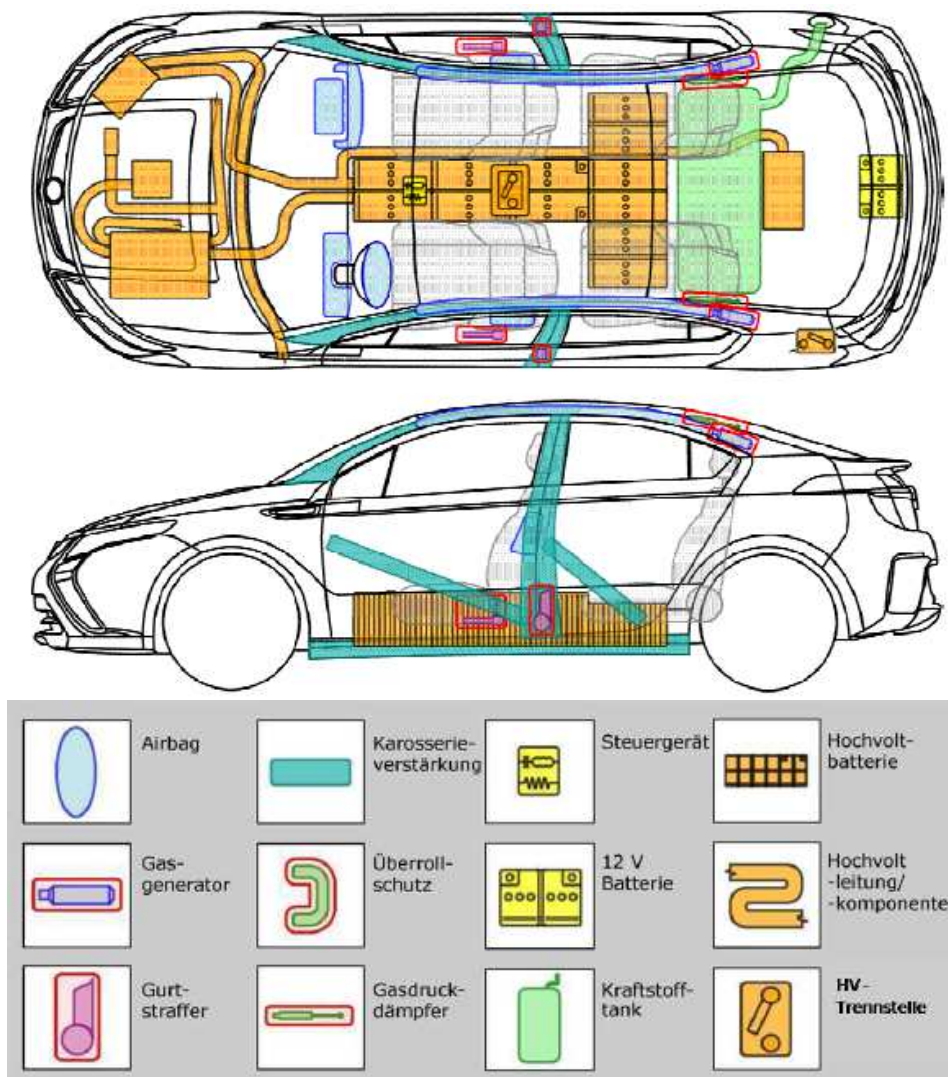 Airbag
Karosserie-
verstärkung
Steuergerät
Hochvolt-
batterie
Gas-
generator
Überroll-
schutz
12 V
Batterie
Hochvolt
-leitung/
-komponente
Gurt-
straffer
Gasdruck-
dämpfer
Kraftstoff-
tank
HV-
Trennstelle